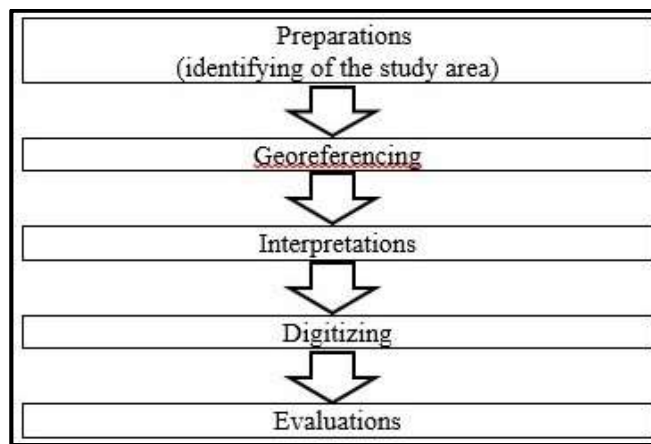 Preparations
(identifying of the study area)
Georeferencing
Interpretations
Digitizing
Evaluations